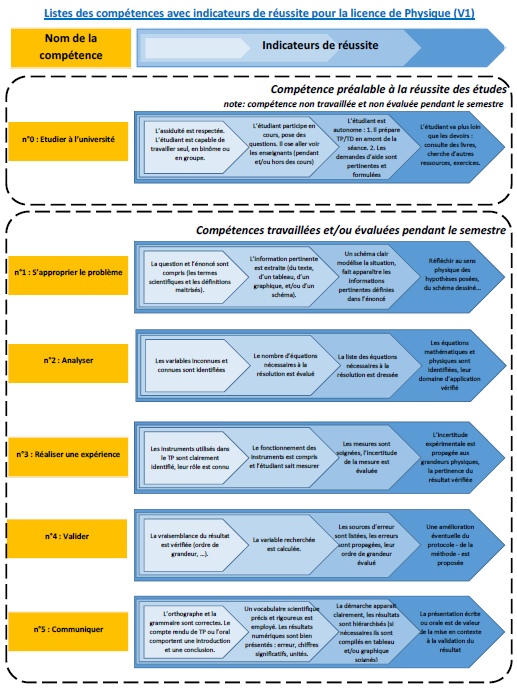 Listes des compétences avec indicateurs de réussite pour la licence de Physique (V1)
Nom de la
compétence
Indicateurs de réussite
Compétence préalable à la réussite des études
note: compétence non travaillée et non évaluée pendant le semestre
n°0 : Etudier à l'université
L'assiduité est respectée.
L'étudiant est capable de
travailler seul, en binôme ou
en groupe.
L'étudiant participe en
cours, pose des
questions. Il ose aller voir
les enseignants (pendant
et/ou hors des cours)
L'étudiant est
autonome : 1. Il prépare
TP/TD en amont de la
séance. 2. Les
demandes d'aide sont
pertinentes et
formulées
L'étudiant va plus loin
que les devoirs :
consulte des livres,
cherche d'autres
ressources, exercices.
Compétences travaillées et/ou évaluées pendant le semestre
n°1 : S'approprier le problème
La question et l'énoncé sont
compris (les termes
scientifiques et les définitions
maitrisés).
L'information pertinente
est extraite (du texte,
d'un tableau, d'un
graphique, et/ou d'un
schéma).
Un schéma clair
modélise la situation,
fait apparaître les
informations
pertinentes définies
dans l'énoncé
Réfléchir au sens
physique des
hypothèses posées,
du schéma dessiné...
n°2 : Analyser
Les variables inconnues et
connues sont identifiées
Le nombre d'équations
nécessaires à la
résolution est évalué
La liste des équations
nécessaires à la
résolution est dressée
Les équations
mathématiques et
physiques sont
identifiées, leur
domaine d'application
vérifié
n°3 : Réaliser une expérience
Les instruments utilisés dans
le TP sont clairement
identifié, leur rôle est connu
Le fonctionnement des
instruments est compris
et l'étudiant sait mesurer
Les mesures sont
soignées, l'incertitude
de la mesure est
évaluée
L'incertitude
expérimentale est
propagée aux
grandeurs physiques,
la pertinence du
résultat vérifiée
n°4 : Valider
La vraisemblance du résultat
est vérifiée (ordre de
grandeur, ...).
La variable recherchée
est calculée.
Les sources d'erreur
sont listées, les erreurs
sont propagées, leur
ordre de grandeur
évalué
Une amélioration
éventuelle du
protocole - de la
méthode - est
proposée
n°5 : Communiquer
L'orthographe et la
grammaire sont correctes. Le
compte rendu de TP ou l'oral
comportent une introduction
et une conclusion.
Un vocabulaire scientifique
précis et rigoureux est
employé. Les résultats
numériques sont bien
présentés : erreur, chiffres
significatifs, unités.
La démarche apparait
clairement, les résultats
sont hiérarchisés (si
nécessaires ils sont
compilés en tableau
et/ou graphique
soignés)
La présentation écrite
ou orale est de valeur
de la mise en contexte
à la validation du
résultat